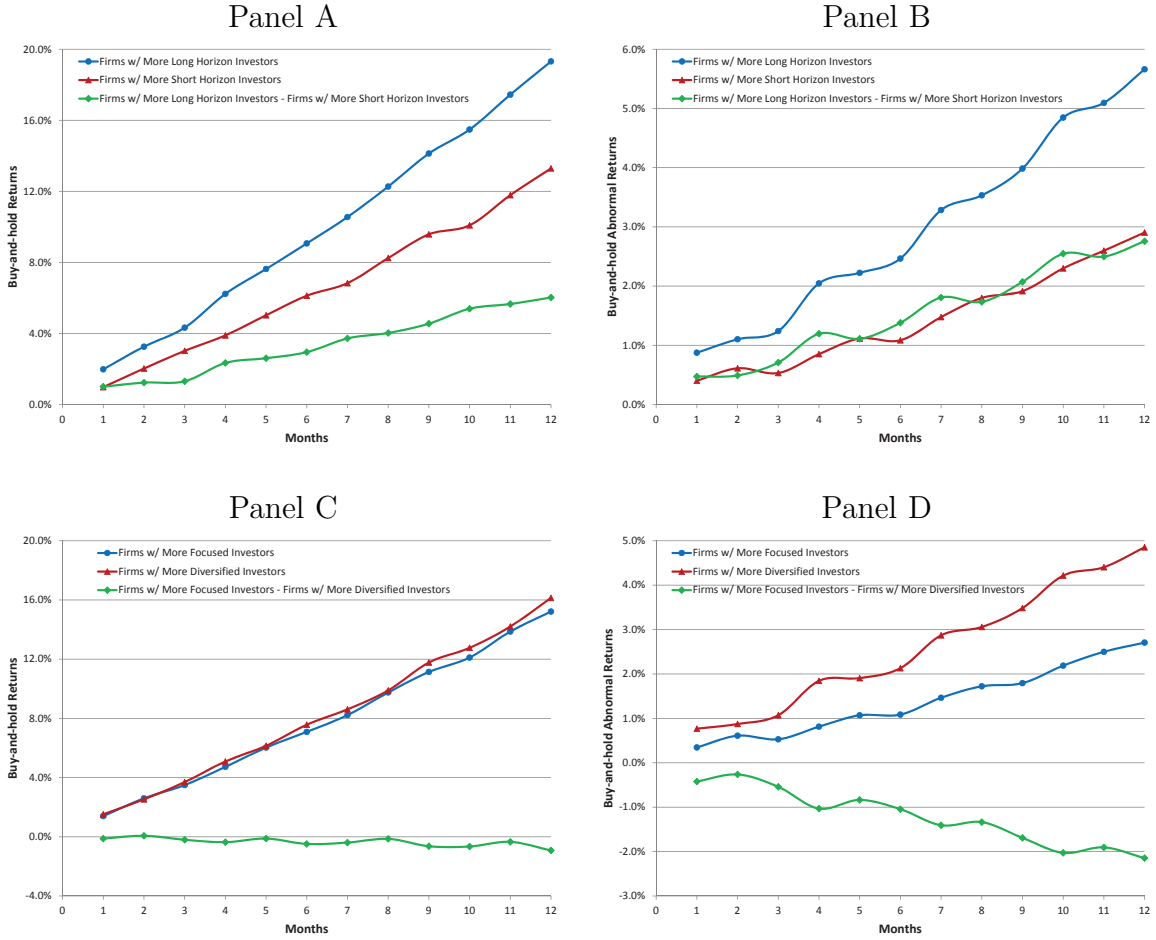 Panel A
Buy-and-hold Returns
20.0%
16.0%
12.0%
8.0%
4.0%
0.0%
Firms w/ More Long Horizon Investors
Firms w/ More Short Horizon Investors
Firms w/ More Long Horizon Investors - Firms w/ More Short Horizon Investors
0 1 2 3 4 5 6 7 8 9 10 11 12
Months
Panel B
Buy-and-hold Abnormal Returns
6.0%
5.0%
4.0%
3.0%
2.0%
1.0%
0.0%
Firms w/ More Long Horizon Investors
Firms w/ More Short Horizon Investors
Firms w/ More Long Horizon Investors - Firms w/ More Short Horizon Investors
0 1 2 3 4 5 6 7 8 9 10 11 12
Months
Panel C
Buy-and-hold Returns
20.0%
16.0%
12.0%
8.0%
4.0%
0.0%
-4.0%
Firms w/ More Focused Investors
Firms w/ More Diversified Investors
Firms w/ More Focused Investors - Firms w/ More Diversified Investors
0 1 2 3 4 5 6 7 8 9 10 11 12
Months
Panel D
Buy-and-hold Abnormal Returns
5.0%
4.0%
3.0%
2.0%
1.0%
0.0%
-1.0%
-2.0%
-3.0%
Firms w/ More Focused Investors
Firms w/ More Diversified Investors
Firms w/ More Focused Investors - Firms w/ More Diversified Investors
0 1 2 3 4 5 6 7 8 9 10 11 12
Months